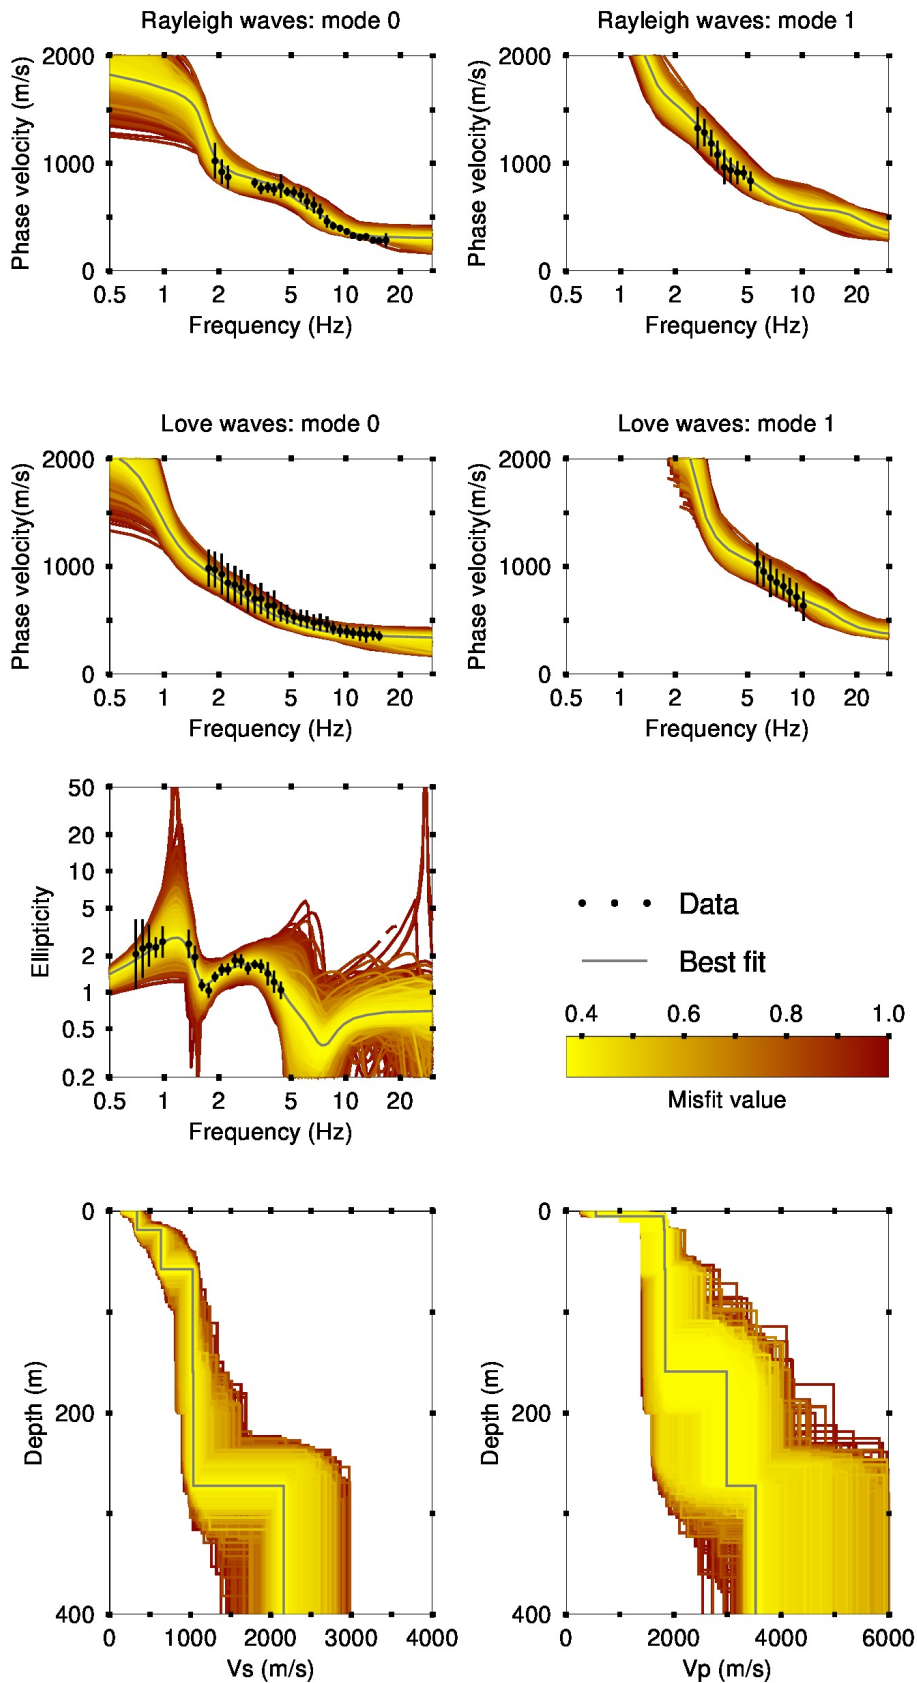 Rayleigh waves: mode 0
Rayleigh waves: mode 1
2000
1000
0
Phase velocity (m/s)
0.5 1 2 5 10 20
Frequency (Hz)
2000
1000
0
Phase velocity(m/s)
0.5 1 2 5 10 20
Frequency (Hz)
Love waves: mode 0
Love waves: mode 1
2000
1000
0
Phase velocity(m/s)
0.5 1 2 5 10 20
Frequency (Hz)
2000
1000
0
Phase velocity(m/s)
0.5 1 2 5 10 20
Frequency (Hz)
50
20
10
5
2
1
0.5
0.2
Ellipticity
0.5 1 2 5 10 20
Frequency (Hz)
Data
Best fit
0.4 0.6 0.8 1.0
Misfit value
0
200
400
Depth (m)
0 1000 2000 3000 4000
Vs (m/s)
0
200
400
Depth (m)
0 2000 4000 6000
Vp (m/s)